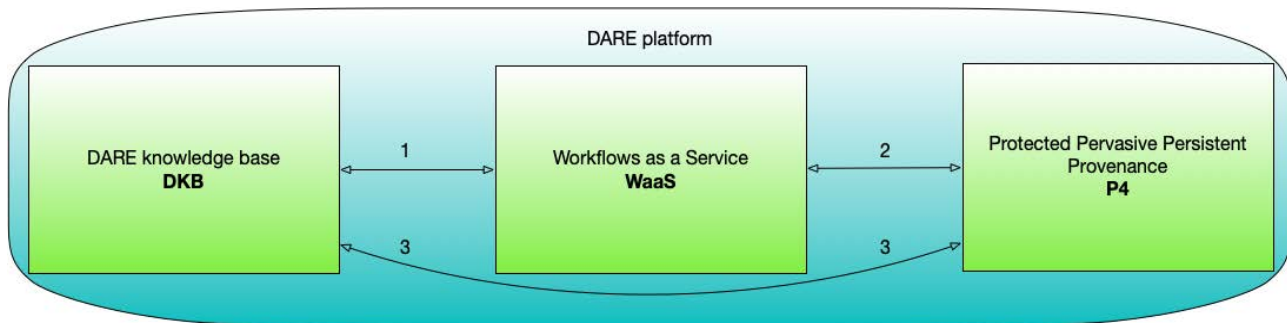 DARE platform
DARE knowledge base
DKB
1
Workflows as a Service
WaaS
2
Protected Pervasive Persistent
Provenance
P4
3
3